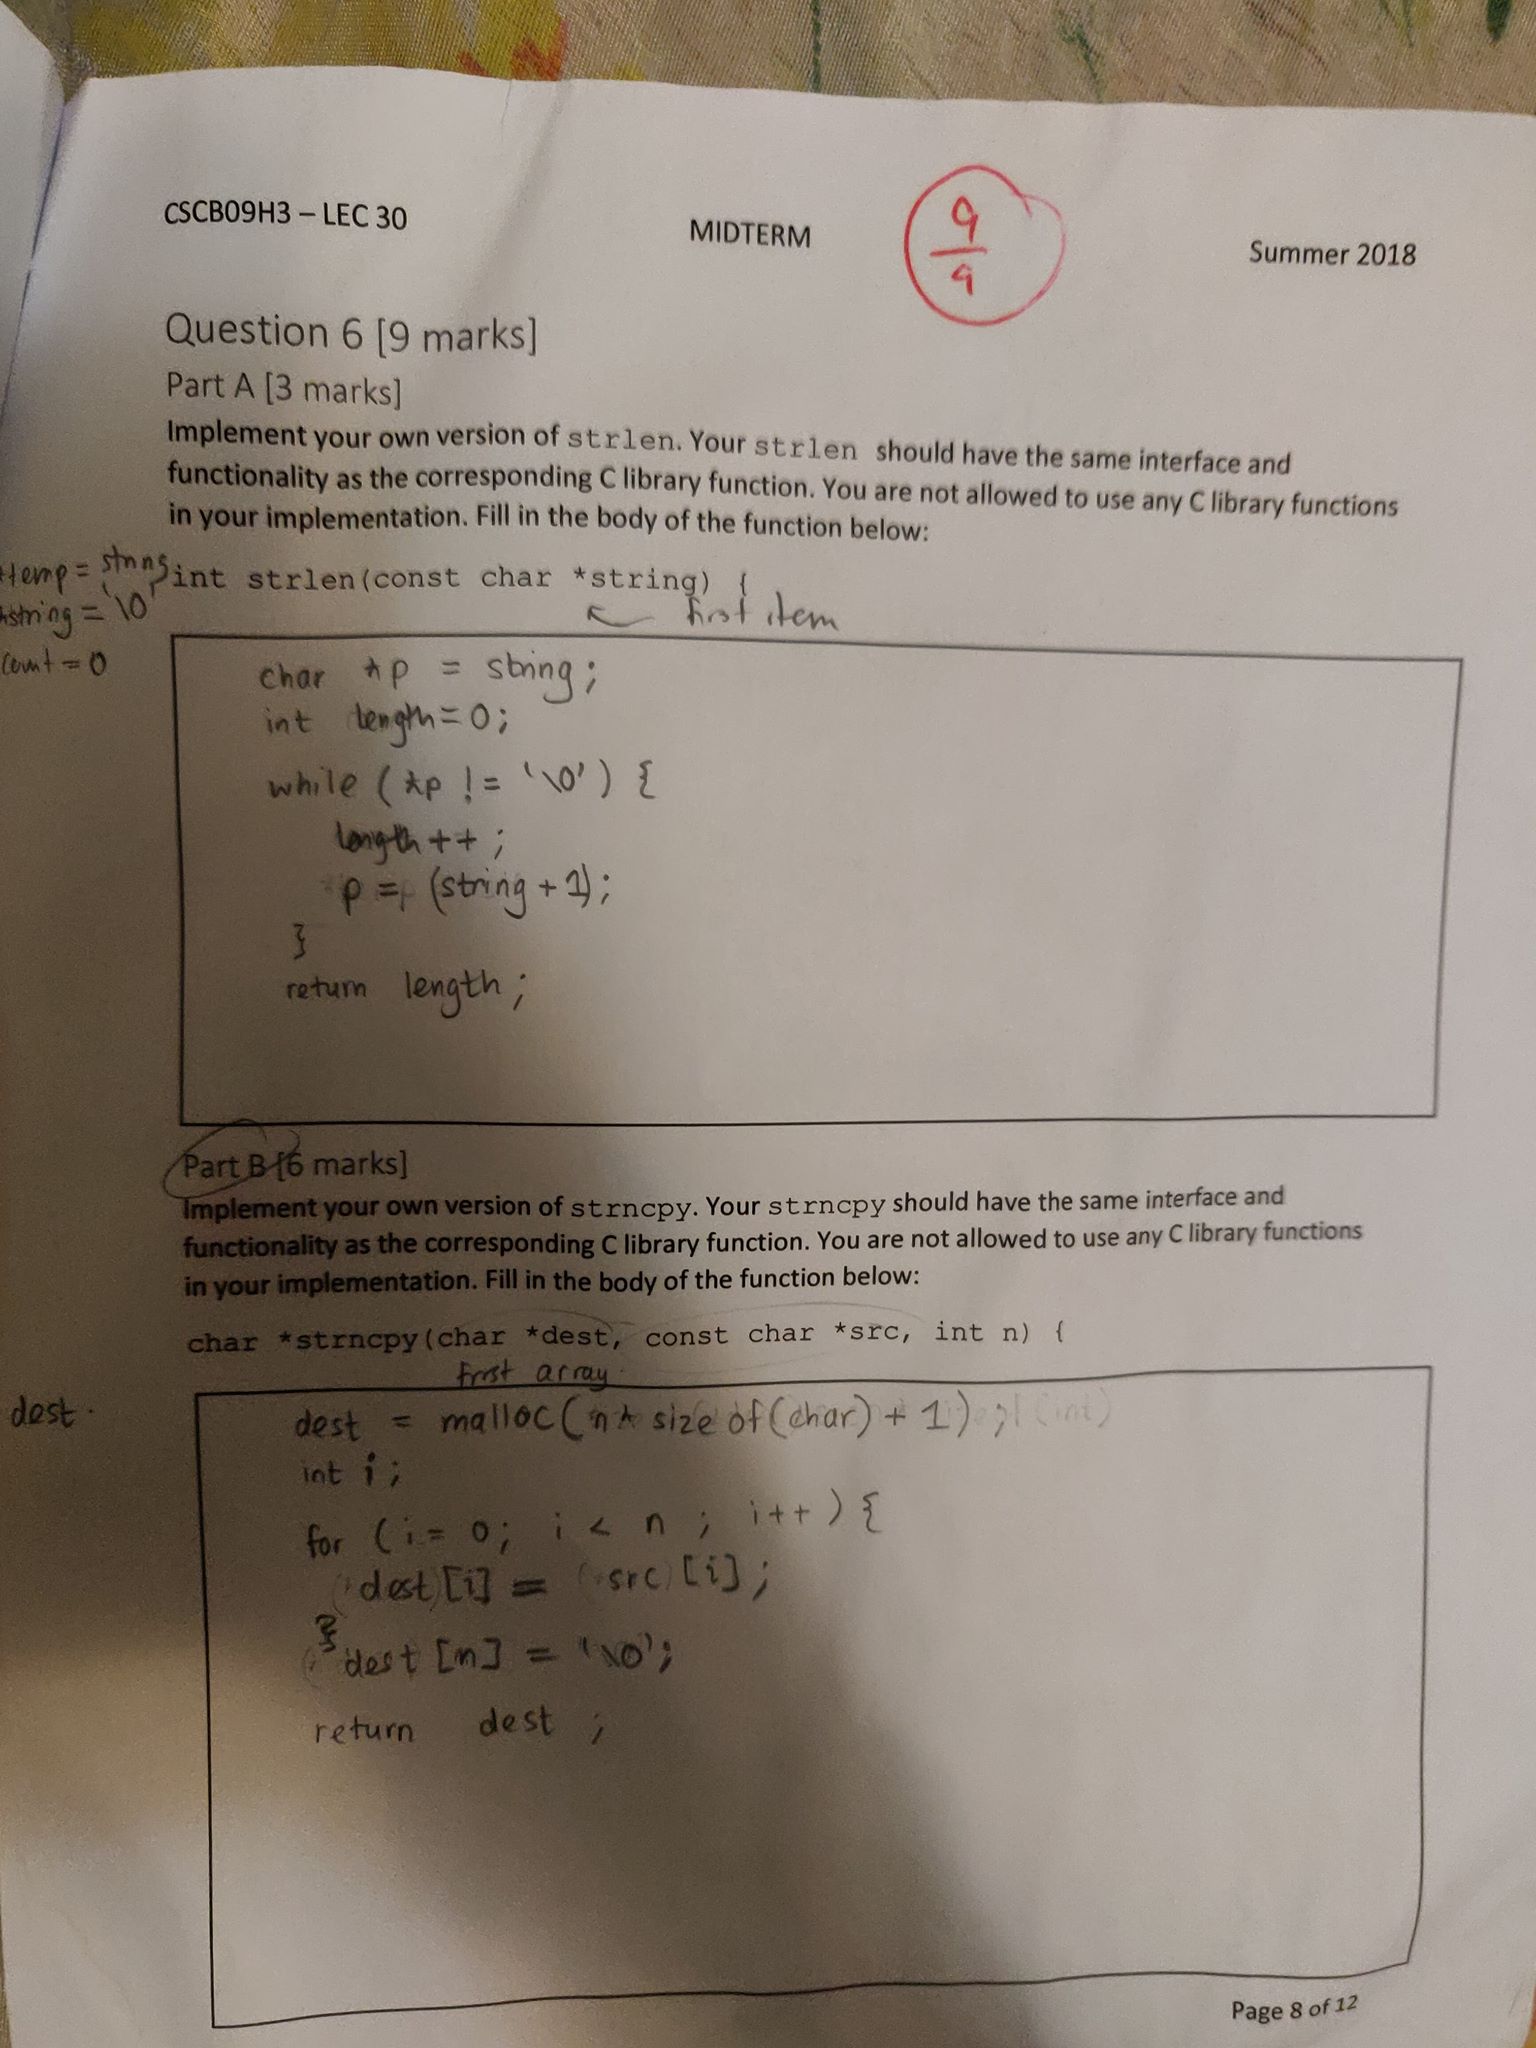 CSCB09H3 – LEC 30
MIDTERM
9
9
Summer 2018
Question 6 [9 marks]
Part A [3 marks]
Implement your own version of strlen. Your strlen should have the same interface and
functionality as the corresponding C library function. You are not allowed to use any C library functions
in your implementation. Fill in the body of the function below:
*temp = string
*string = '\0'
count = 0
int strlen(const char *string) {
first item
char *p = string;
int length=0;
while (*p != '\0') {
length++;
p = (string+1);
}
return length;
Part B [6 marks]
Implement your own version of strncpy. Your strncpy should have the same interface and
functionality as the corresponding C library function. You are not allowed to use any C library functions
in your implementation. Fill in the body of the function below:
char *strncpy(char *dest, const char *src, int n) {
first array
dest.
dest = malloc(n* size of(char) + 1);
int i;
for (i= 0; i < n ; i++){
dest[i] = src[i];
}
dest[n] = '\0';
return dest ;
Page 8 of 12